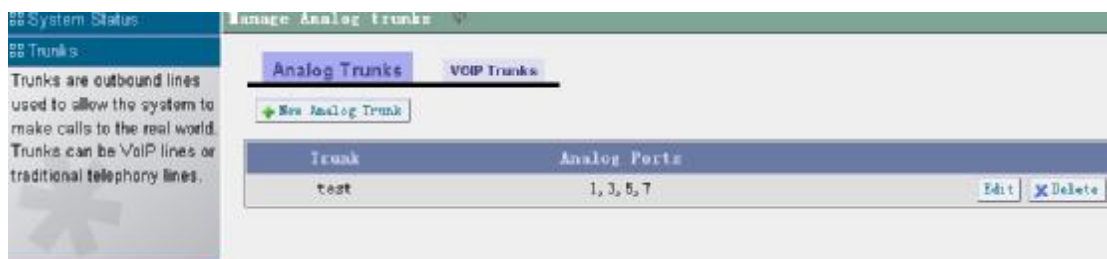 System Status
Trunks
Trunks are outbound lines
used to allow the system to
make calls to the real world.
Trunks can be VoIP lines or
traditional telephony lines.
Manage Analog trunks
Analog Trunks VOIP Trunks
New Analog Trunk
Trunk Analog Ports
test 1, 3, 5, 7 Edit Delete